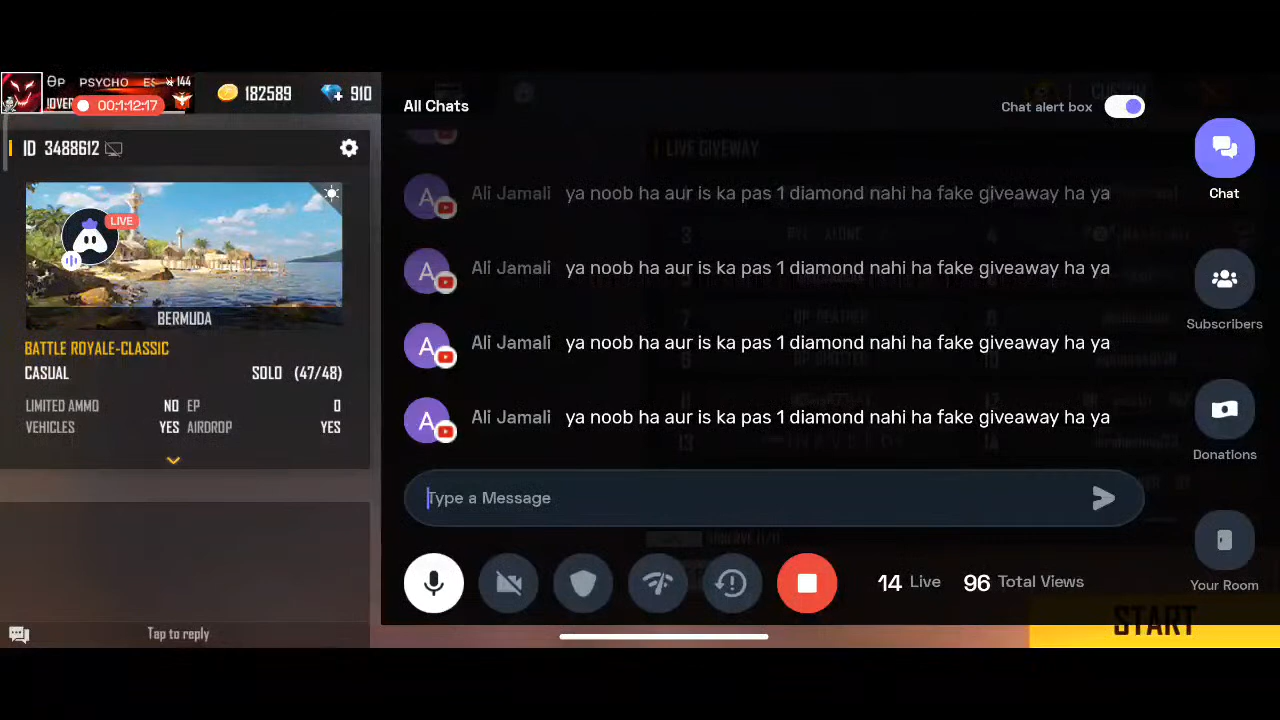 ӨP PSYCHO ES 144
00:1:12:17
182589
910
All Chats
Chat alert box
ID 3488612
LIVE GIVEWAY
Chat
LIVE
Ali Jamali ya noob ha aur is ka pas 1 diamond nahi ha fake giveaway ha ya
Ali Jamali ya noob ha aur is ka pas 1 diamond nahi ha fake giveaway ha ya
Subscribers
BERMUDA
BATTLE ROYALE-CLASSIC
Ali Jamali ya noob ha aur is ka pas 1 diamond nahi ha fake giveaway ha ya
CASUAL SOLO (47/48)
LIMITED AMMO NO EP 0
VEHICLES YES AIRDROP YES
Ali Jamali ya noob ha aur is ka pas 1 diamond nahi ha fake giveaway ha ya
Donations
Type a Message
14 Live 96 Total Views
Your Room
START
Tap to reply